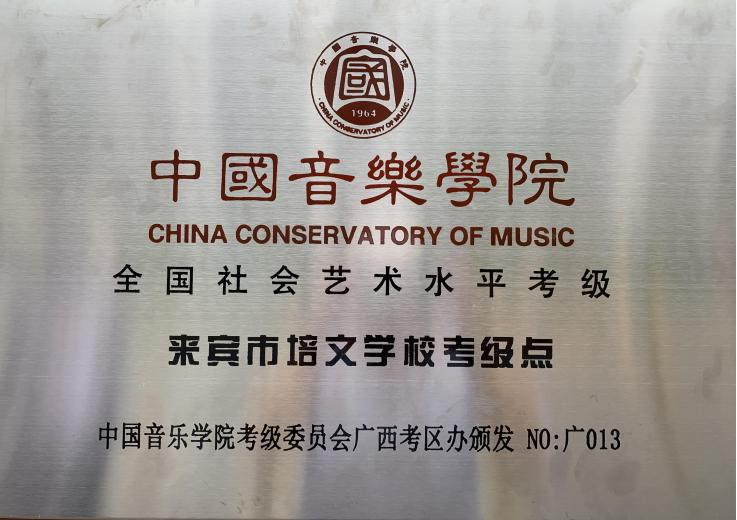 中國音樂學院
國
1964
CHINA CONSERVATORY OF MUSIC
中國音樂學院
CHINA CONSERVATORY OF MUSIC
全国社会艺术水平考级
来宾市培文学校考级点
中国音乐学院考级委员会广西考区办颁发 NO:广013